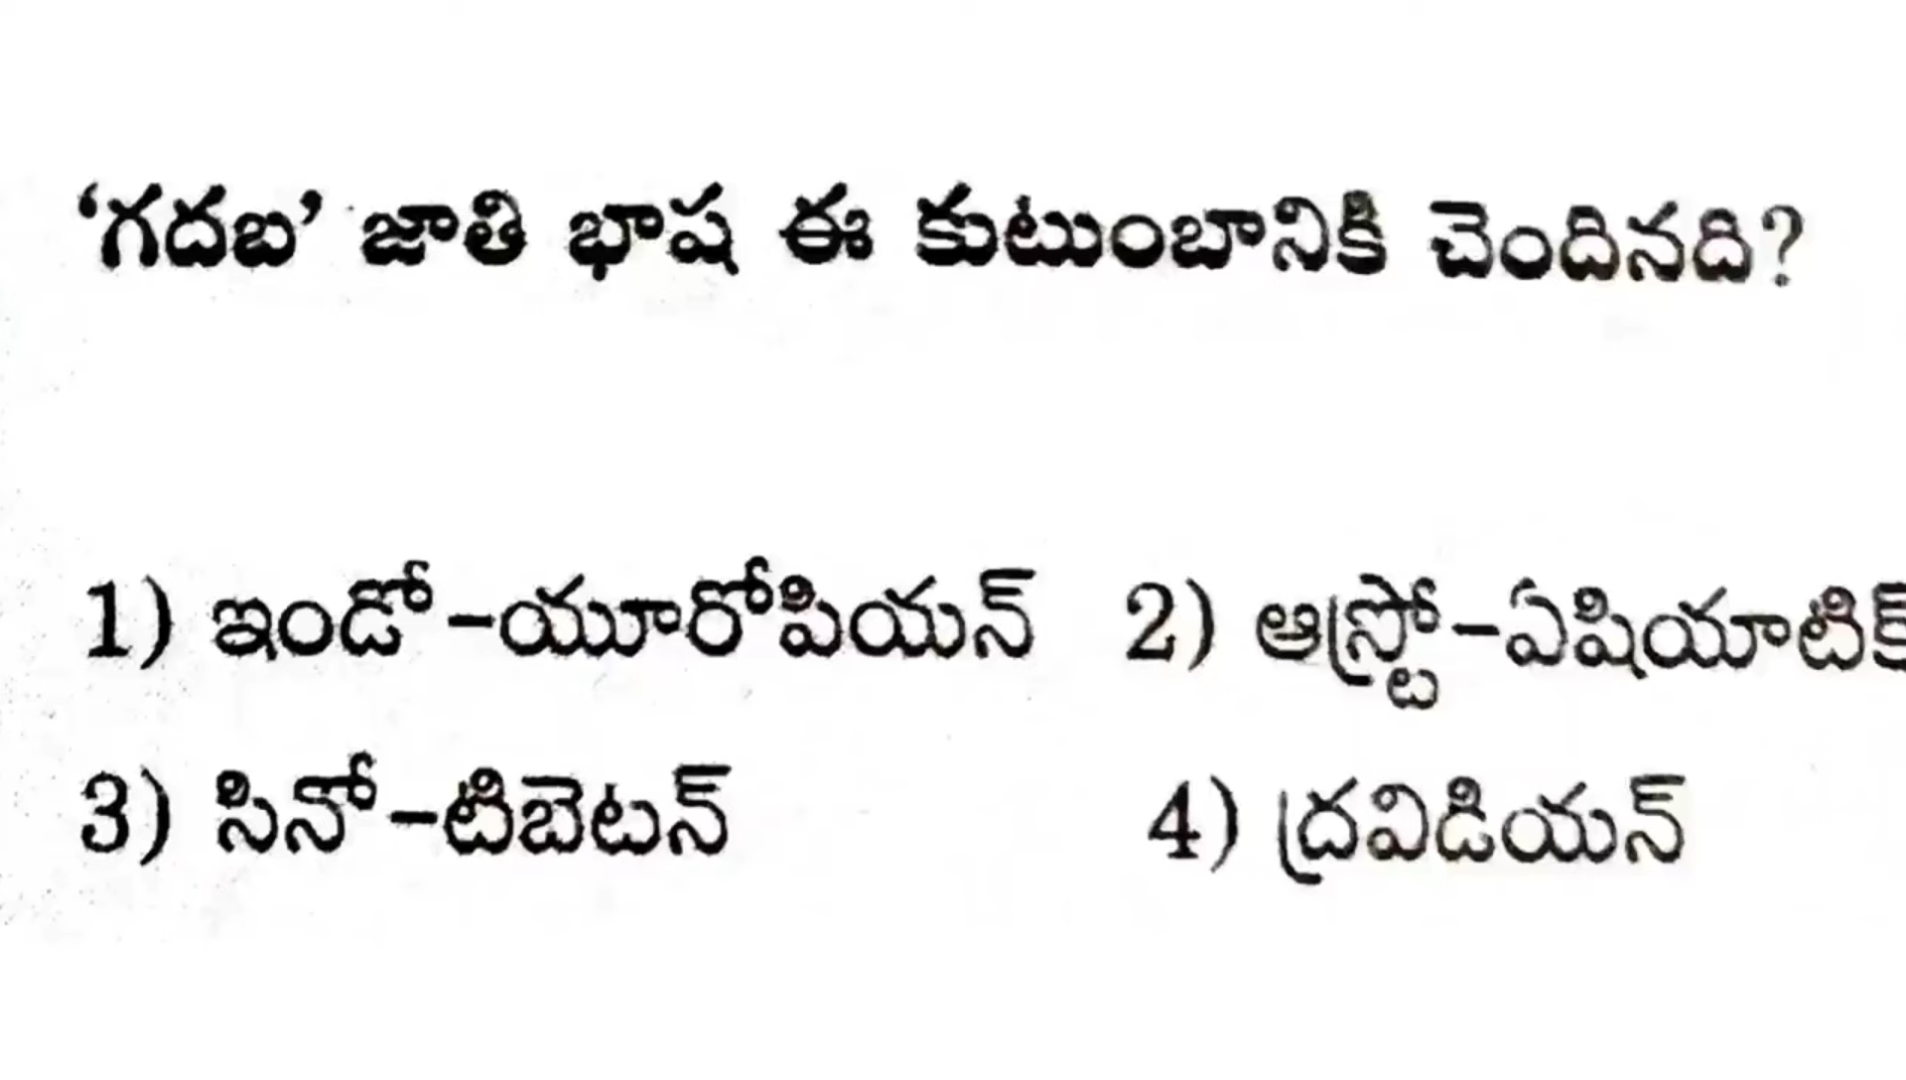 ‘గదబ’ జాతి భాష ఈ కుటుంబానికి చెందినది?
1) ఇండో-యూరోపియన్ 2) ఆస్ట్రో-ఏషియాటిక్
3) సినో-టిబెటన్ 4) ద్రవిడియన్